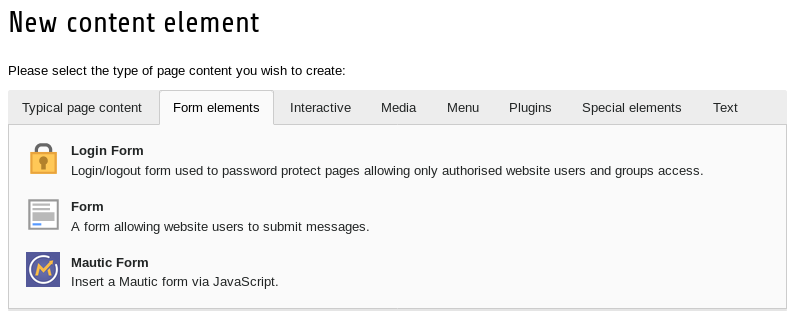 New content element
Please select the type of page content you wish to create:
Typical page content Form elements Interactive Media Menu Plugins Special elements Text
Login Form
Login/logout form used to password protect pages allowing only authorised website users and groups access.
Form
A form allowing website users to submit messages.
Mautic Form
Insert a Mautic form via JavaScript.